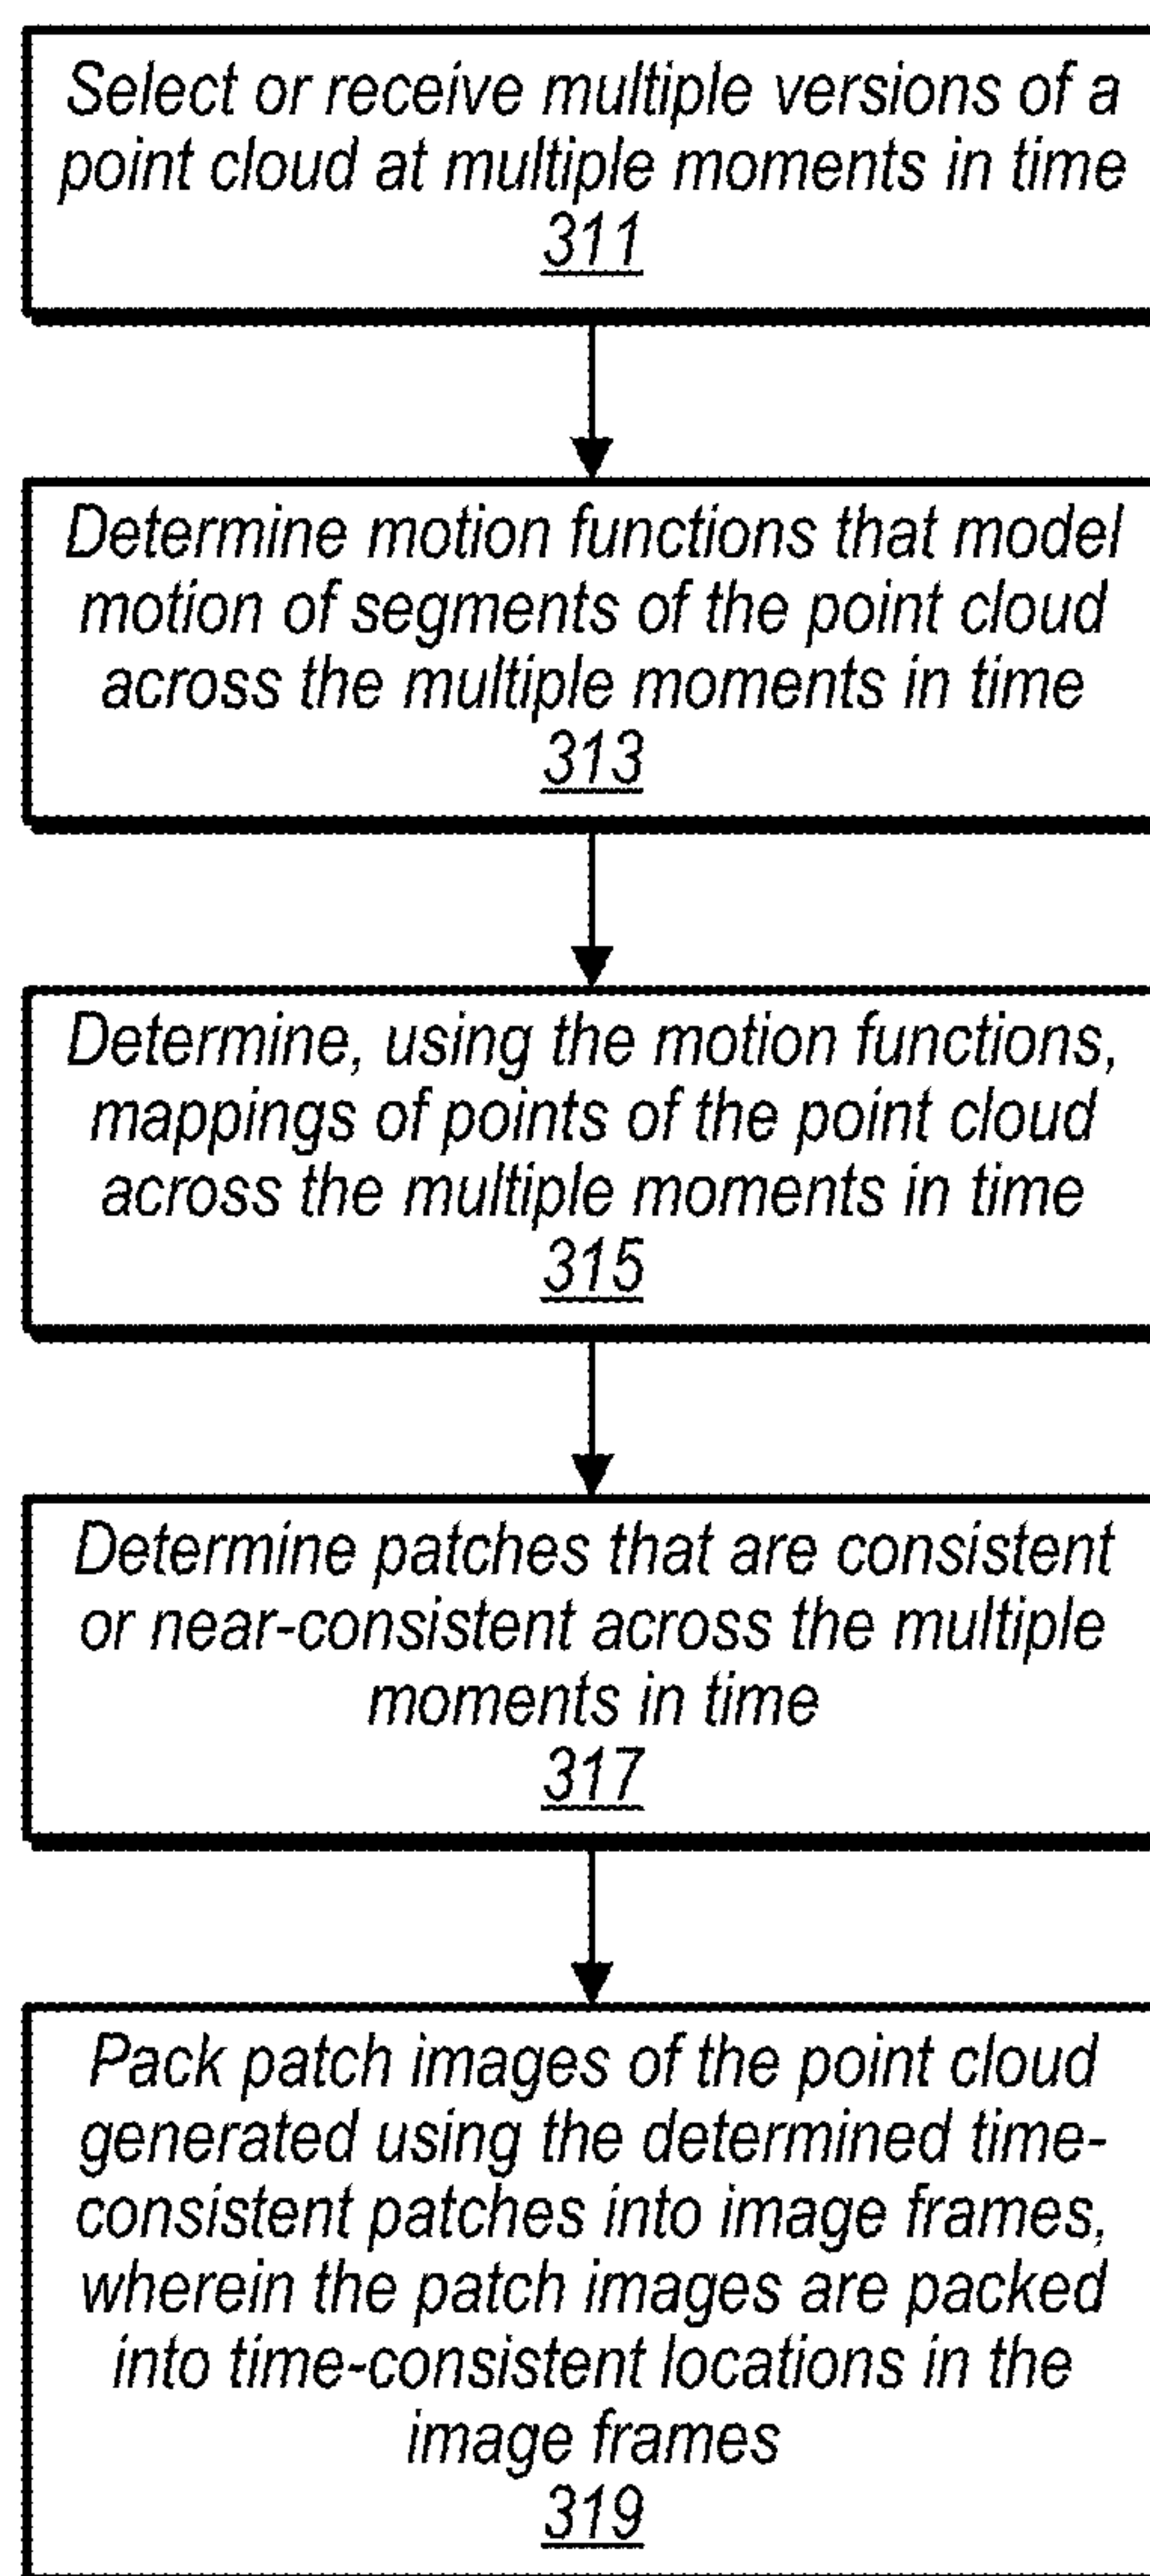 Select or receive multiple versions of a
point cloud at multiple moments in time
311
Determine motion functions that model
motion of segments of the point cloud
across the multiple moments in time
313
Determine, using the motion functions,
mappings of points of the point cloud
across the multiple moments in time
315
Determine patches that are consistent
or near-consistent across the multiple
moments in time
317
Pack patch images of the point cloud
generated using the determined time-
consistent patches into image frames,
wherein the patch images are packed
into time-consistent locations in the
image frames
319